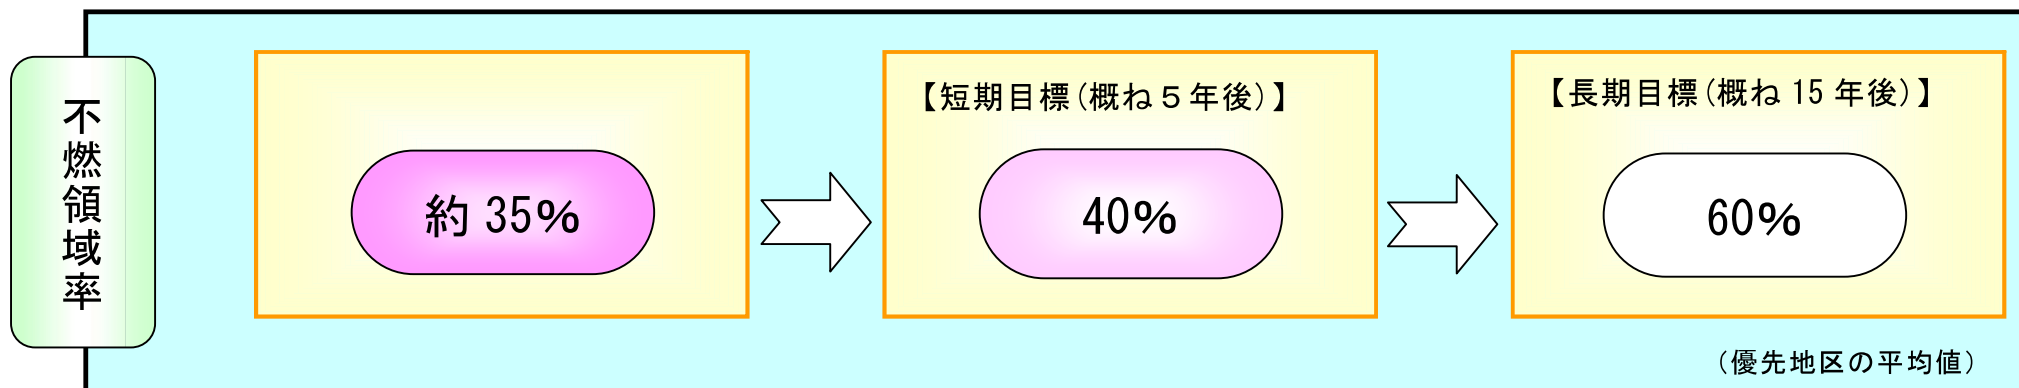 不燃領域率
約 35％
【短期目標(概ね５年後)】
40％
【長期目標(概ね 15 年後)】
60％
（優先地区の平均値）